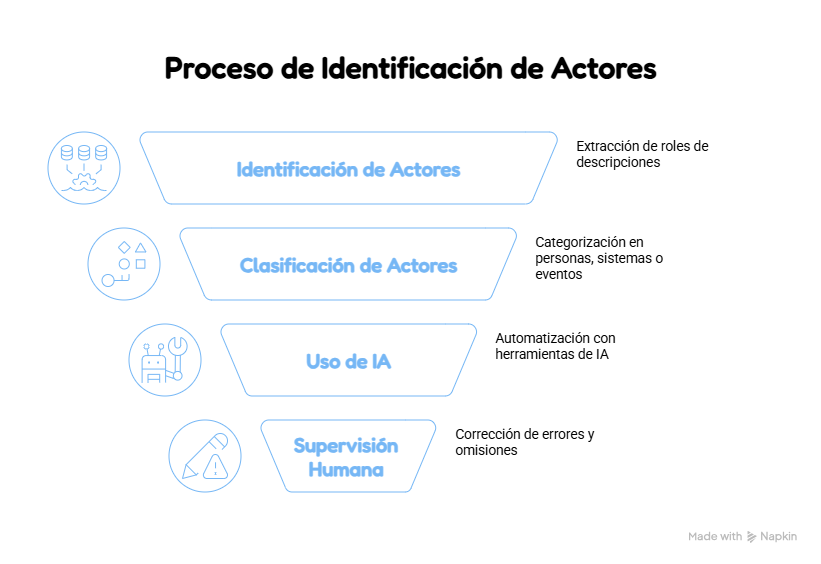 Proceso de Identificación de Actores
Identificación de Actores
Extracción de roles de
descripciones
Clasificación de Actores
Categorización en
personas, sistemas o
eventos
Uso de IA
Automatización con
herramientas de IA
Supervisión
Humana
Corrección de errores y
omisiones
Made with Napkin